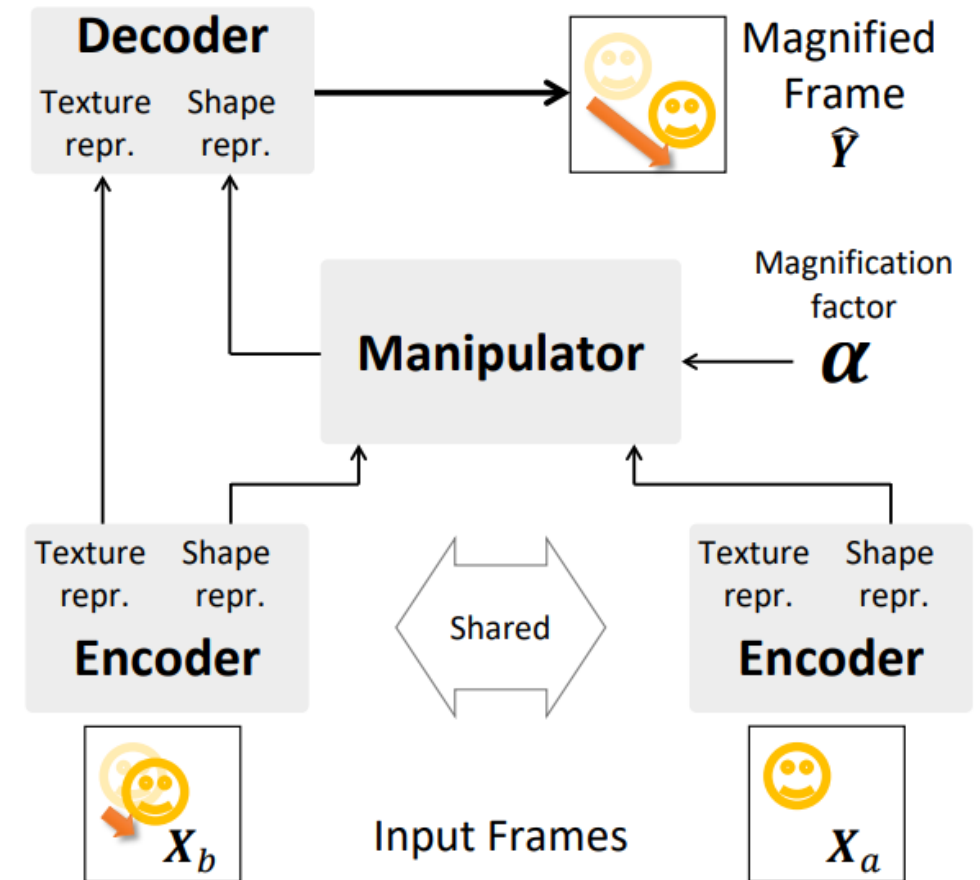 Decoder
Texture repr.
Shape repr.
Magnified
Frame
Ŷ
Magnification
factor
α
Manipulator
Texture repr.
Shape repr.
Encoder
Shared
Texture repr.
Shape repr.
Encoder
X_b
Input Frames
X_a